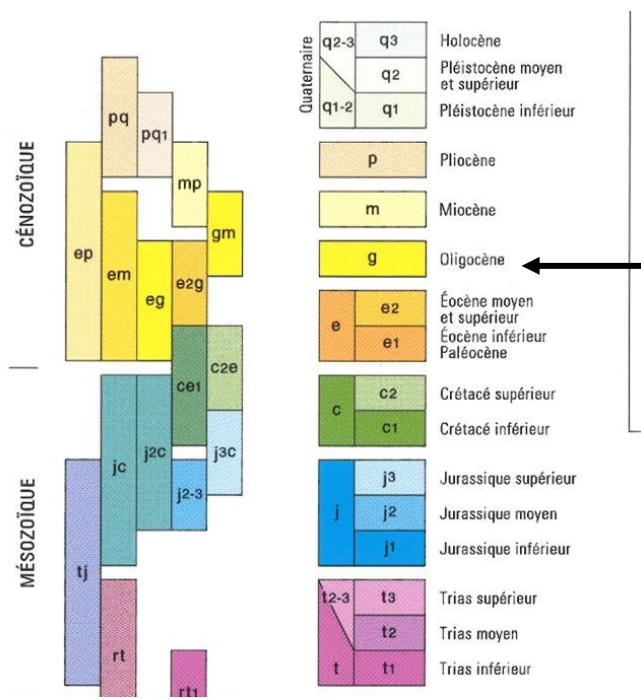 CÉNOZOÏQUE
MÉSOZOÏQUE
ep
pq
pq1
em
eg
mp
e2g
gm
ce1
c2e
jc
j2c
j2-3
j3c
tj
rt
rt1
Quaternaire
q2-3
q1-2
q3 Holocène
q2 Pléistocène moyen
et supérieur
q1 Pléistocène inférieur
p Pliocène
m Miocène
g Oligocène
e
e2 Éocène moyen
et supérieur
e1 Éocène inférieur
Paléocène
c
c2 Crétacé supérieur
c1 Crétacé inférieur
j
j3 Jurassique supérieur
j2 Jurassique moyen
j1 Jurassique inférieur
t2-3
t
t3 Trias supérieur
t2 Trias moyen
t1 Trias inférieur